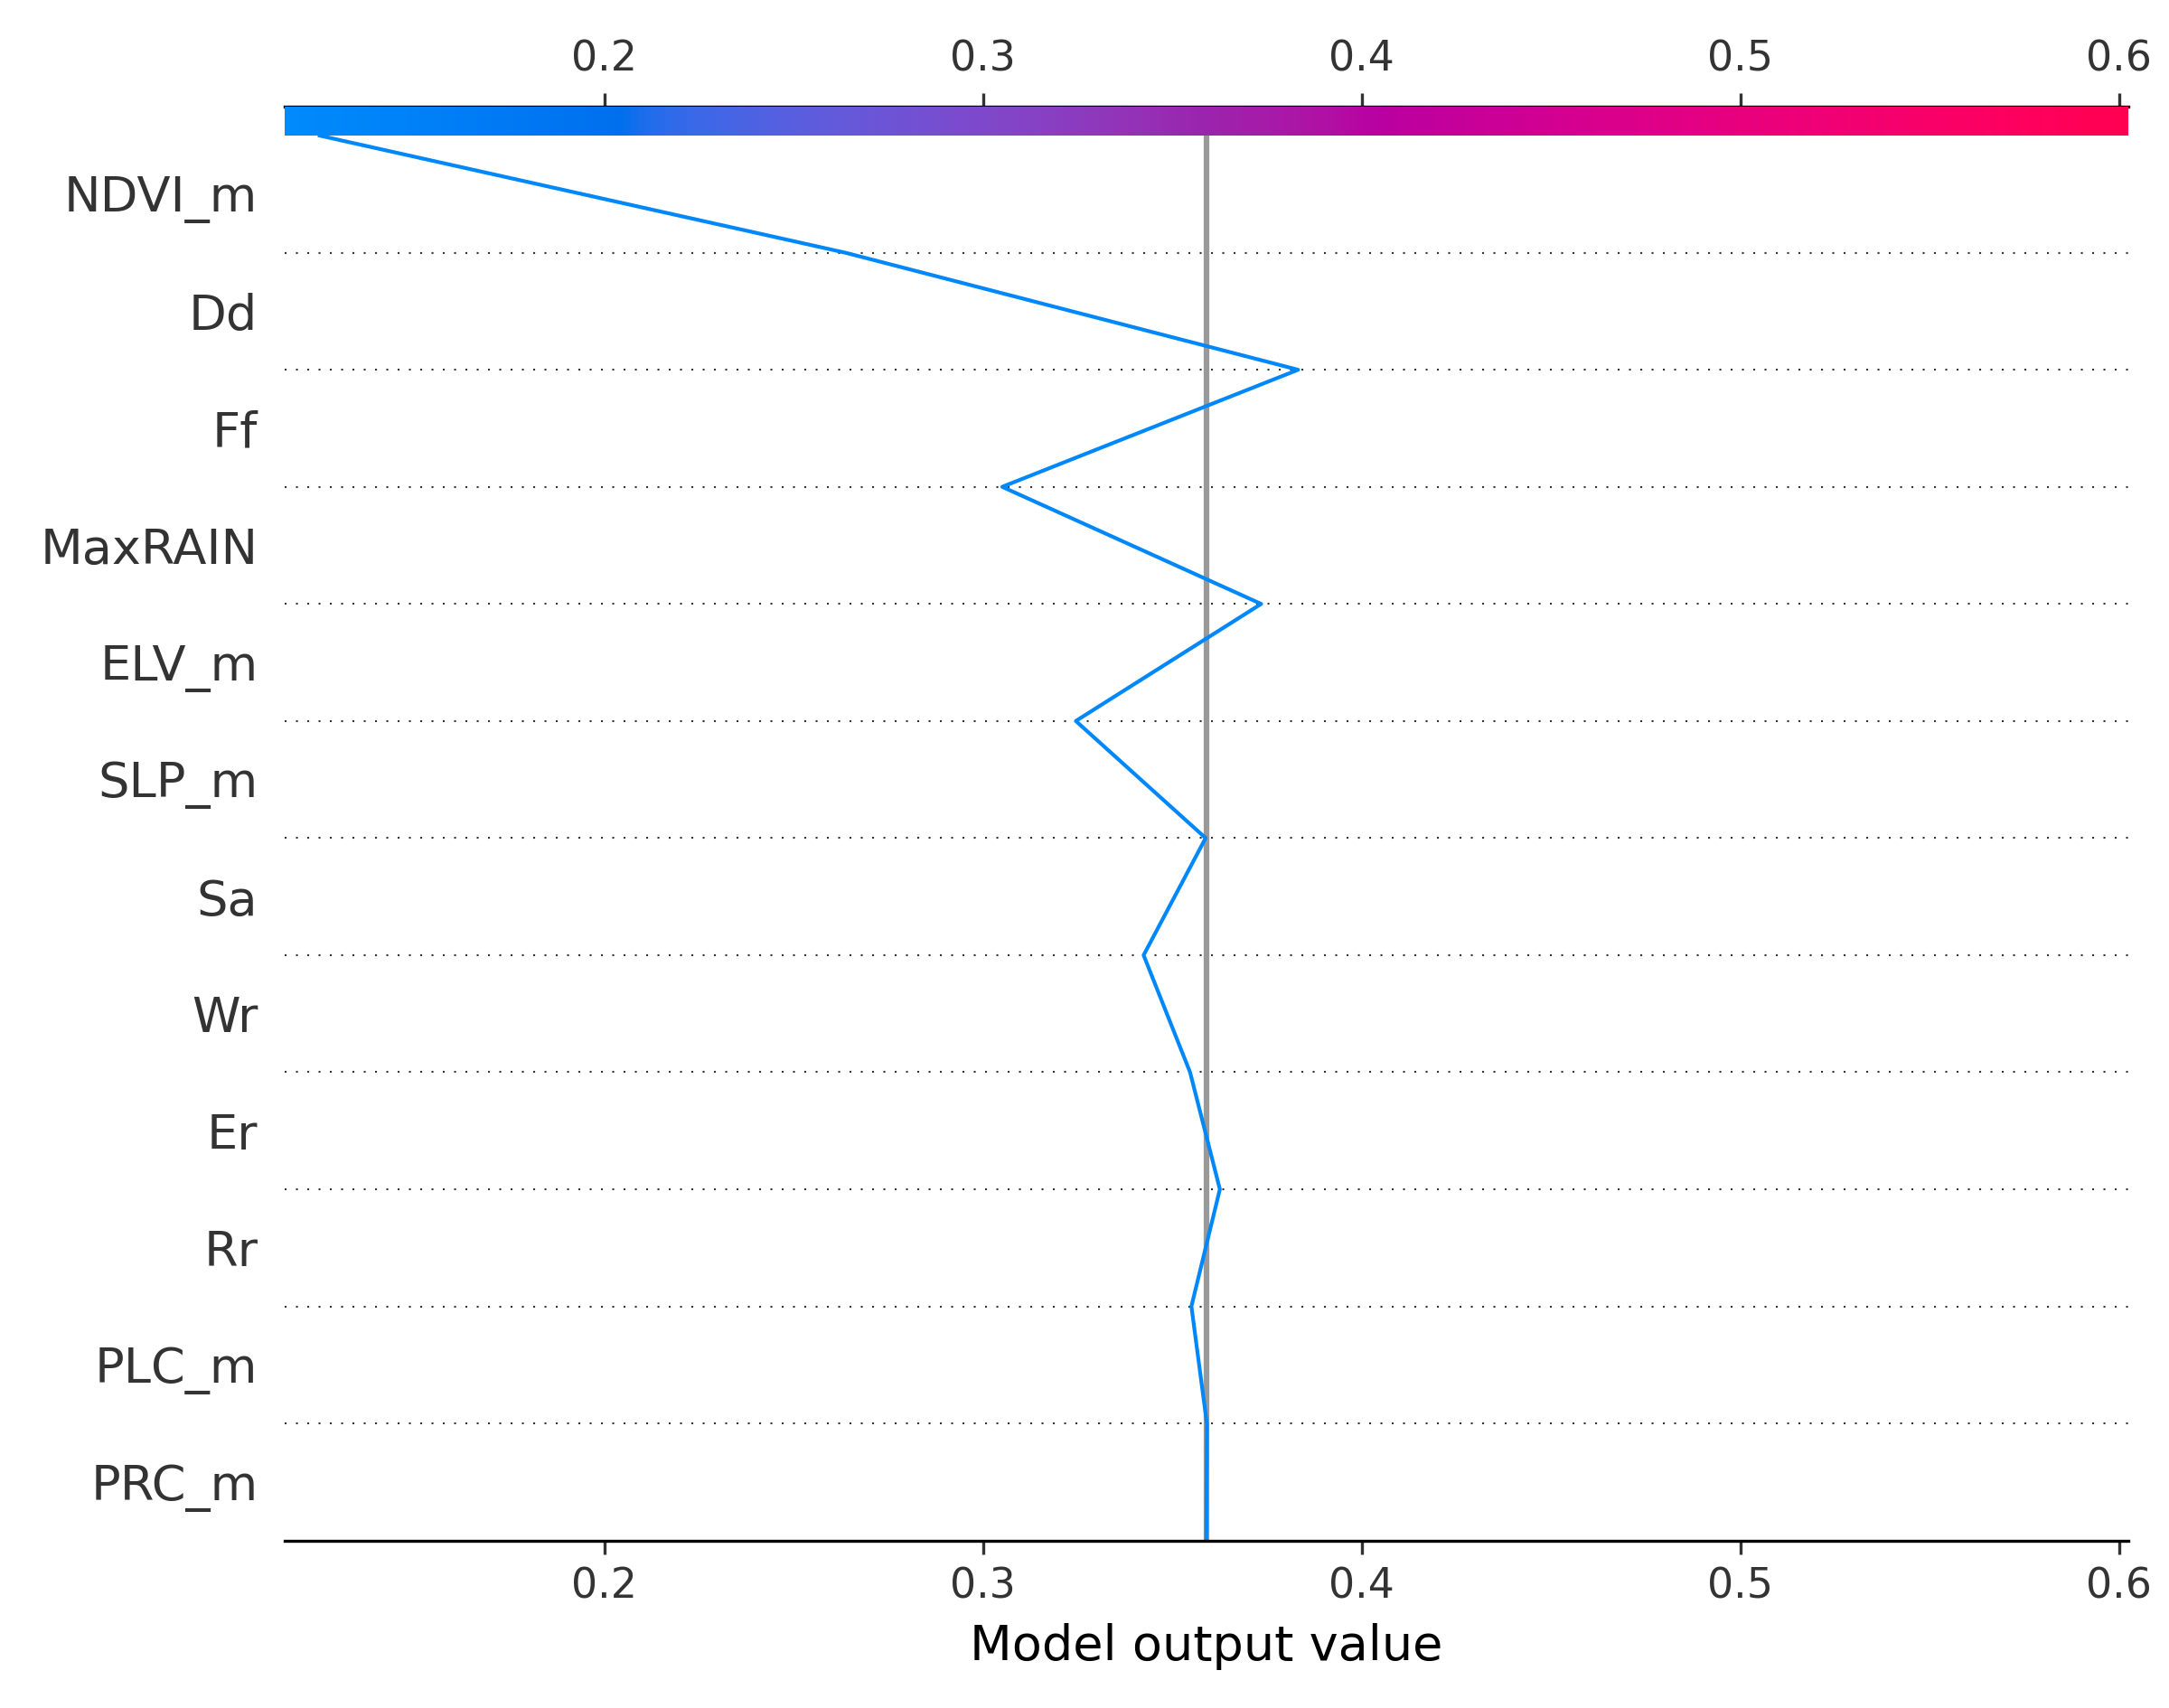 0.2 0.3 0.4 0.5 0.6
NDVI_m
Dd
Ff
MaxRAIN
ELV_m
SLP_m
Sa
Wr
Er
Rr
PLC_m
PRC_m
0.2 0.3 0.4 0.5 0.6
Model output value